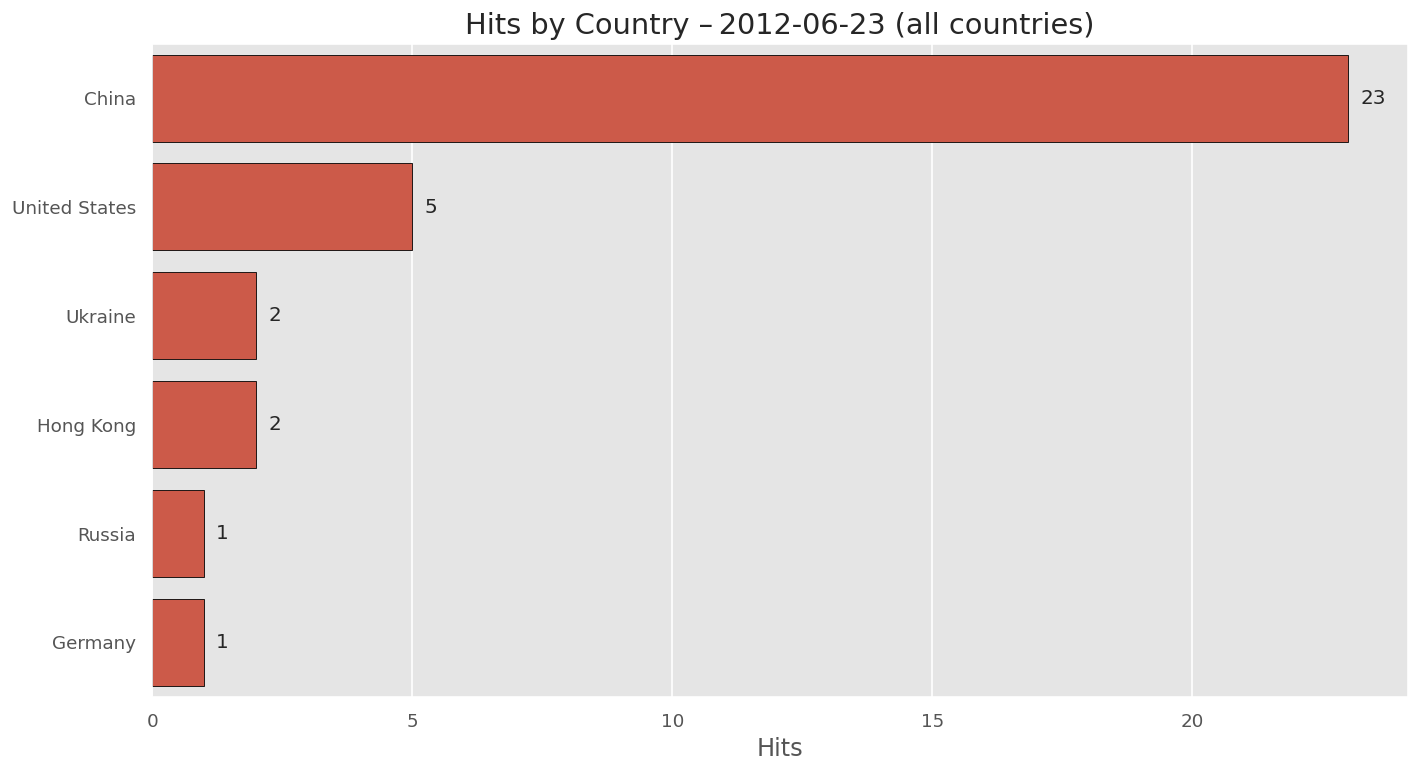 Hits by Country – 2012-06-23 (all countries)
China 23
United States 5
Ukraine 2
Hong Kong 2
Russia 1
Germany 1
0 5 10 15 20
Hits